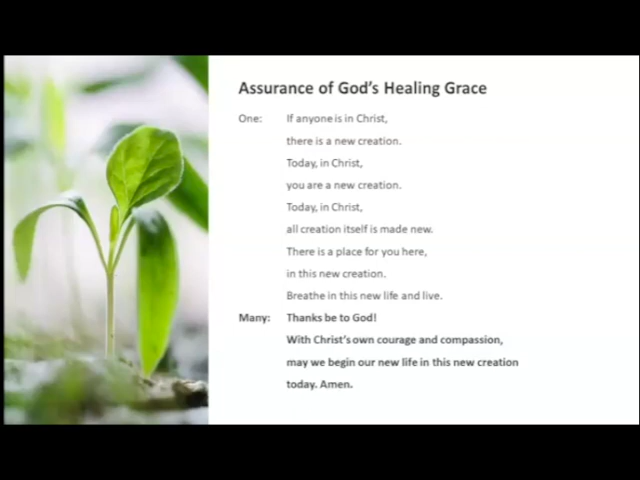 Assurance of God's Healing Grace
One: If anyone is in Christ,
there is a new creation.
Today, in Christ,
you are a new creation.
Today, in Christ,
all creation itself is made new.
There is a place for you here,
in this new creation.
Breathe in this new life and live.
Many: Thanks be to God!
With Christ's own courage and compassion,
may we begin our new life in this new creation
today. Amen.